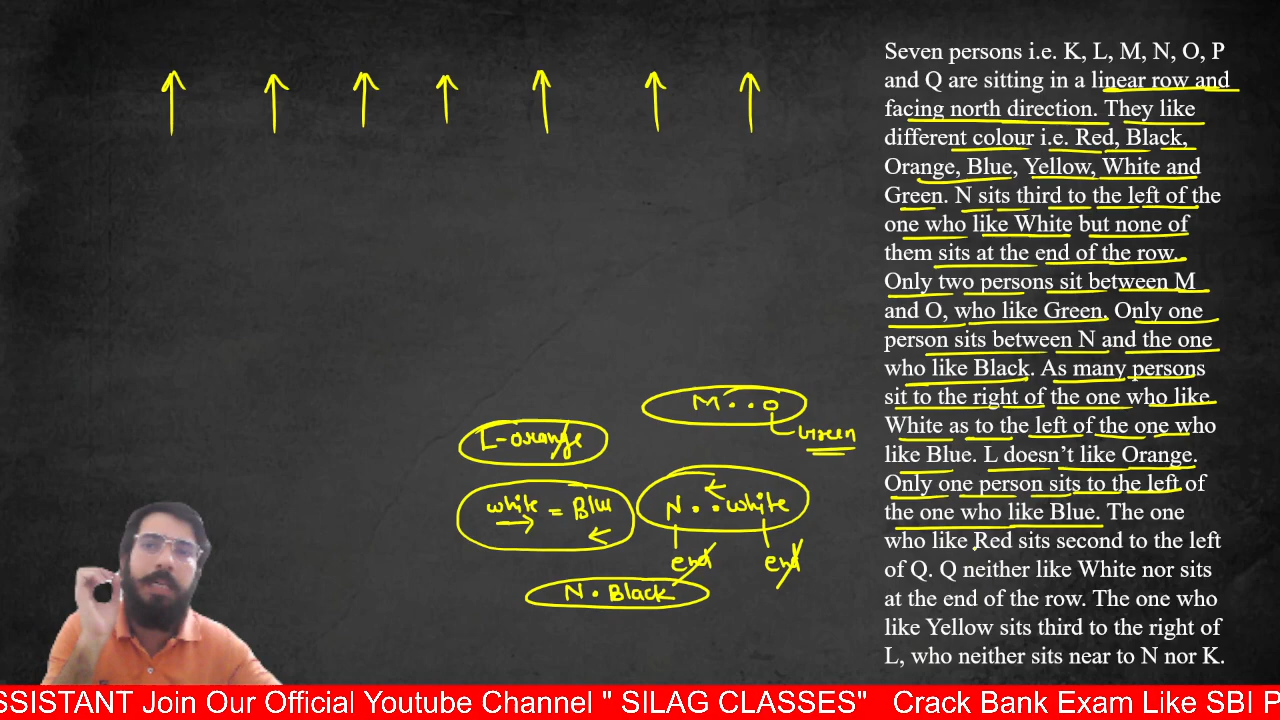 Seven persons i.e. K, L, M, N, O, P
and Q are sitting in a linear row and
facing north direction. They like
different colour i.e. Red, Black,
Orange, Blue, Yellow, White and
Green. N sits third to the left of the
one who like White but none of
them sits at the end of the row.
Only two persons sit between M
and O, who like Green. Only one
person sits between N and the one
who like Black. As many persons
sit to the right of the one who like
White as to the left of the one who
like Blue. L doesn't like Orange.
Only one person sits to the left of
the one who like Blue. The one
who like Red sits second to the left
of Q. Q neither like White nor sits
at the end of the row. The one who
like Yellow sits third to the right of
L, who neither sits near to N nor K.
M • • O
Green
L-orange
white = Blue
N • • white
end end
N • Black
SSISTANT Join Our Official Youtube Channel " SILAG CLASSES" Crack Bank Exam Like SBI P